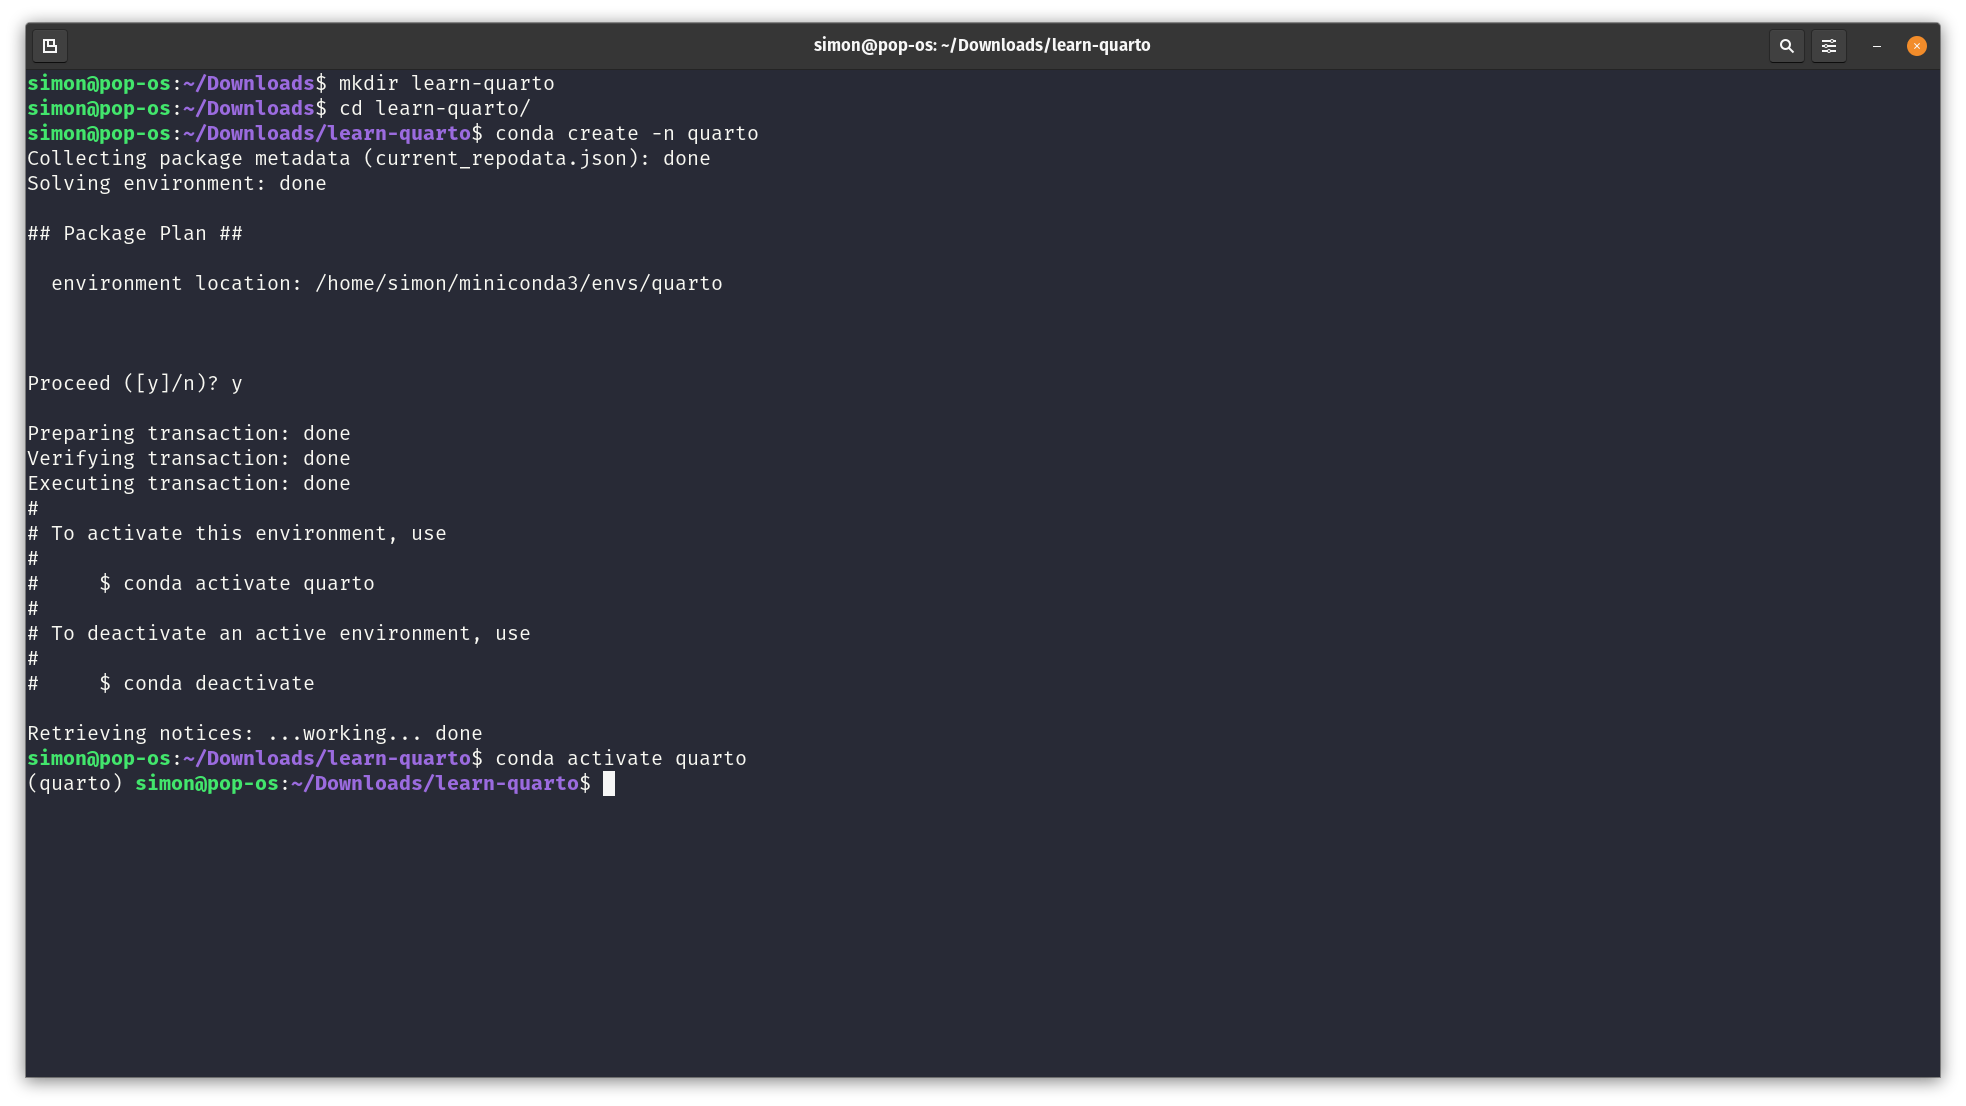 simon@pop-os: ~/Downloads/learn-quarto
simon@pop-os:~/Downloads$ mkdir learn-quarto
simon@pop-os:~/Downloads$ cd learn-quarto/
simon@pop-os:~/Downloads/learn-quarto$ conda create -n quarto
Collecting package metadata (current_repodata.json): done
Solving environment: done
## Package Plan ##
environment location: /home/simon/miniconda3/envs/quarto
Proceed ([y]/n)? y
Preparing transaction: done
Verifying transaction: done
Executing transaction: done
#
# To activate this environment, use
#
#     $ conda activate quarto
#
# To deactivate an active environment, use
#
#     $ conda deactivate
Retrieving notices: ...working... done
simon@pop-os:~/Downloads/learn-quarto$ conda activate quarto
(quarto) simon@pop-os:~/Downloads/learn-quarto$